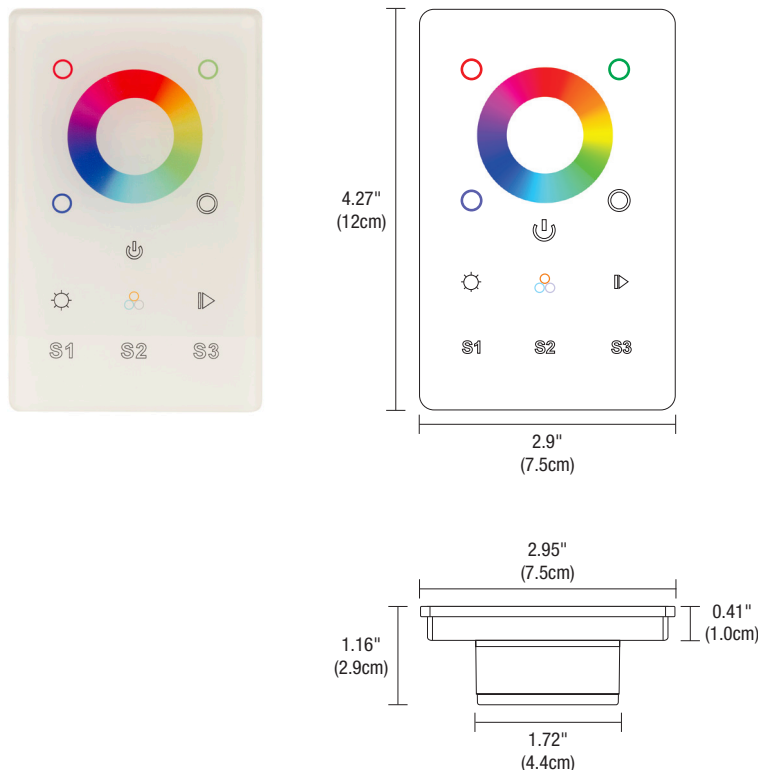 S1 S2 S3
4.27"
(12cm)
S1 S2 S3
2.9"
(7.5cm)
2.95"
(7.5cm)
0.41"
(1.0cm)
1.16"
(2.9cm)
1.72"
(4.4cm)